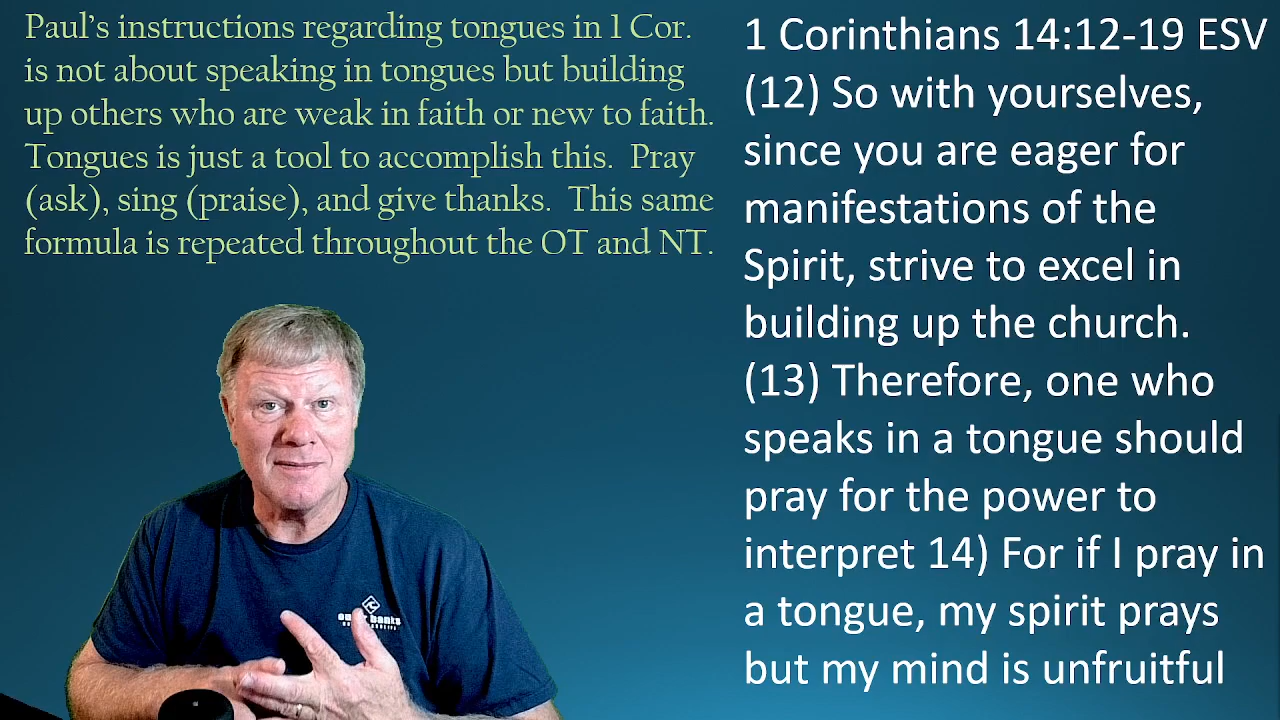 Paul's instructions regarding tongues in 1 Cor.
is not about speaking in tongues but building
up others who are weak in faith or new to faith.
Tongues is just a tool to accomplish this. Pray
(ask), sing (praise), and give thanks. This same
formula is repeated throughout the OT and NT.
1 Corinthians 14:12-19 ESV
(12) So with yourselves,
since you are eager for
manifestations of the
Spirit, strive to excel in
building up the church.
(13) Therefore, one who
speaks in a tongue should
pray for the power to
interpret 14) For if I pray in
a tongue, my spirit prays
but my mind is unfruitful
banks